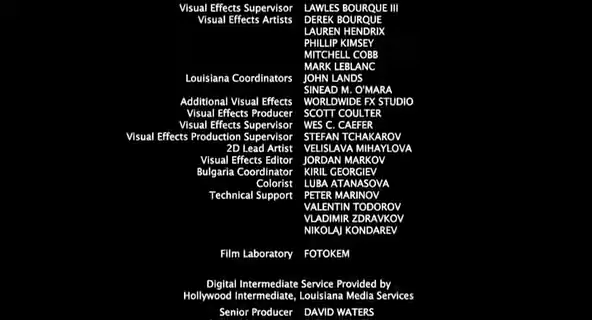 Visual Effects Supervisor LAWLES BOURQUE III
Visual Effects Artists DEREK BOURQUE
LAUREN HENDRIX
PHILLIP KIMSEY
MITCHELL COBB
MARK LEBLANC
Louisiana Coordinators JOHN LANDS
SINEAD M. O'MARA
Additional Visual Effects WORLDWIDE FX STUDIO
Visual Effects Producer SCOTT COULTER
Visual Effects Supervisor WES C. CAEFER
Visual Effects Production Supervisor STEFAN TCHAKAROV
2D Lead Artist VELISLAVA MIHAYLOVA
Visual Effects Editor JORDAN MARKOV
Bulgaria Coordinator KIRIL GEORGIEV
Colorist LUBA ATANASOVA
Technical Support PETER MARINOV
VALENTIN TODOROV
VLADIMIR ZDRAVKOV
NIKOLAJ KONDAREV
Film Laboratory FOTOKEM
Digital Intermediate Service Provided by
Hollywood Intermediate, Louisiana Media Services
Senior Producer DAVID WATERS